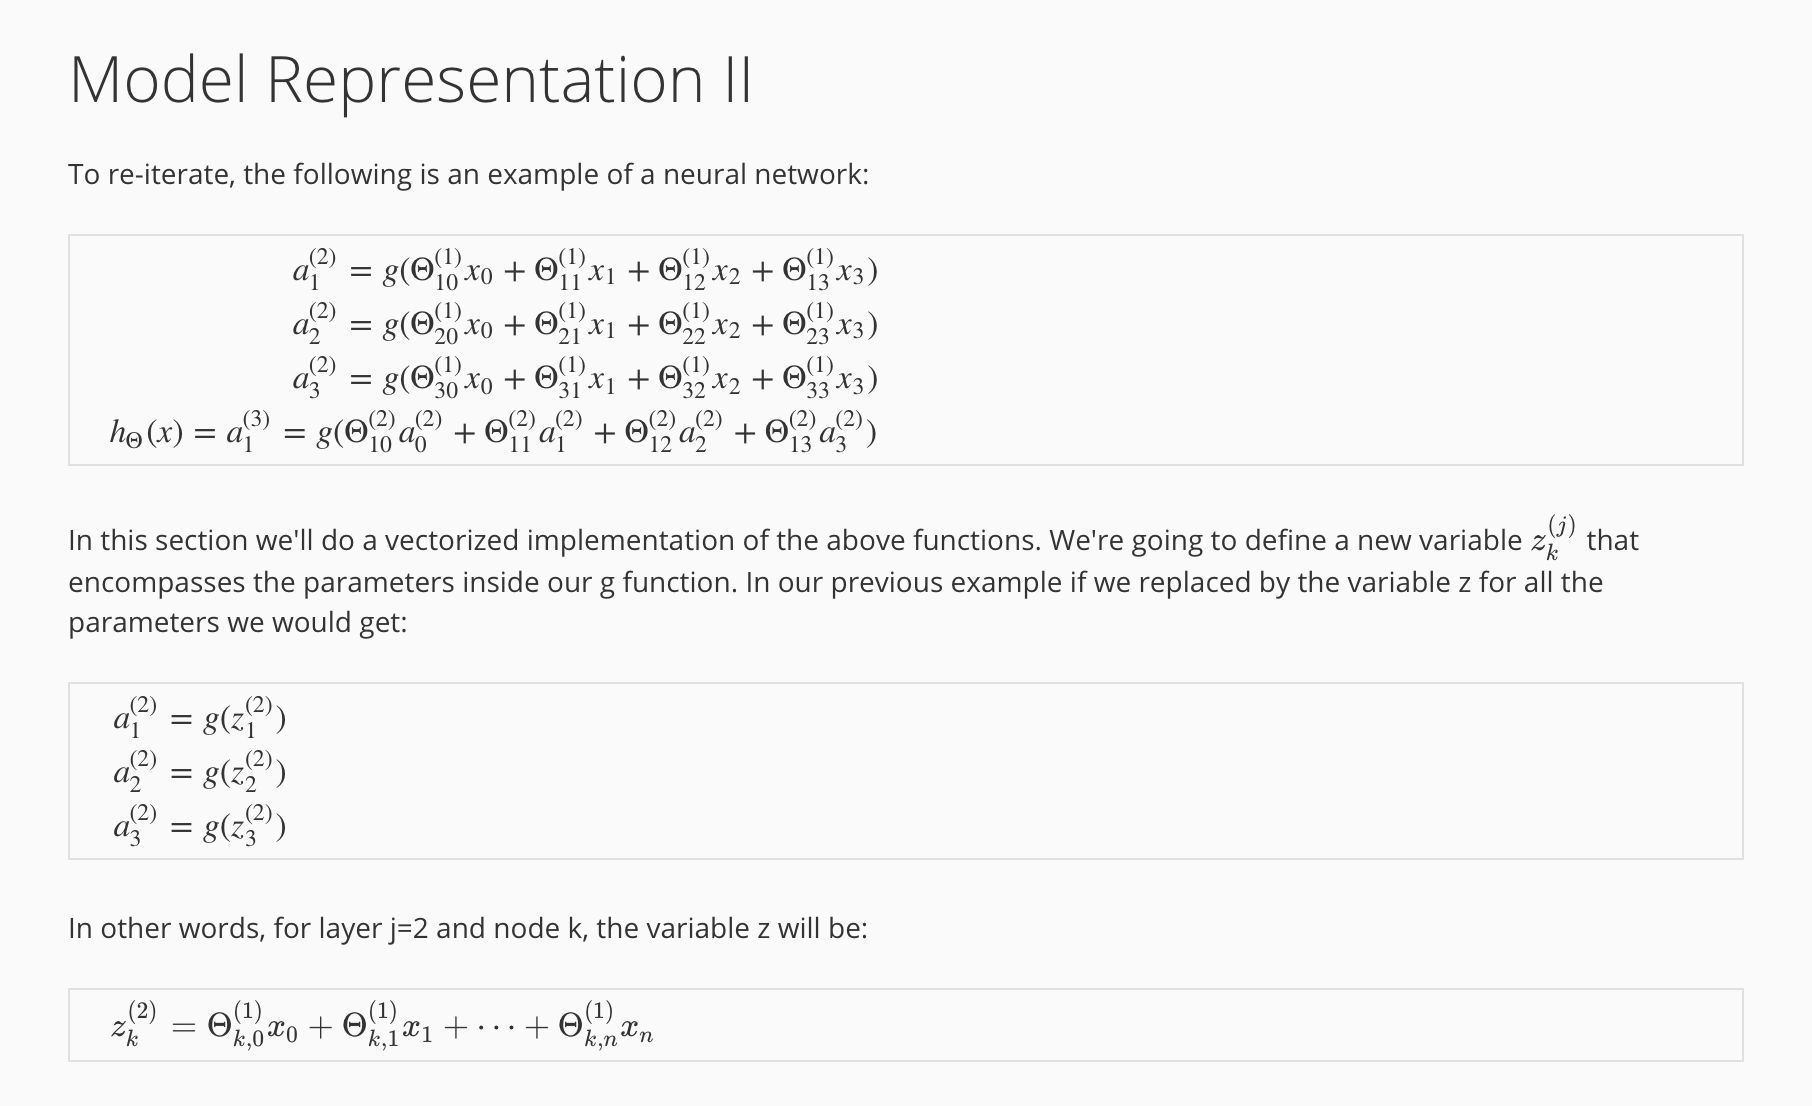 Model Representation II
To re-iterate, the following is an example of a neural network:
$a_1^{(2)} = g(\Theta_{10}^{(1)}x_0 + \Theta_{11}^{(1)}x_1 + \Theta_{12}^{(1)}x_2 + \Theta_{13}^{(1)}x_3)$
$a_2^{(2)} = g(\Theta_{20}^{(1)}x_0 + \Theta_{21}^{(1)}x_1 + \Theta_{22}^{(1)}x_2 + \Theta_{23}^{(1)}x_3)$
$a_3^{(2)} = g(\Theta_{30}^{(1)}x_0 + \Theta_{31}^{(1)}x_1 + \Theta_{32}^{(1)}x_2 + \Theta_{33}^{(1)}x_3)$
$h_\Theta(x) = a_1^{(3)} = g(\Theta_{10}^{(2)}a_0^{(2)} + \Theta_{11}^{(2)}a_1^{(2)} + \Theta_{12}^{(2)}a_2^{(2)} + \Theta_{13}^{(2)}a_3^{(2)})$
In this section we'll do a vectorized implementation of the above functions. We're going to define a new variable $z_k^{(j)}$ that
encompasses the parameters inside our g function. In our previous example if we replaced by the variable z for all the
parameters we would get:
$a_1^{(2)} = g(z_1^{(2)})$
$a_2^{(2)} = g(z_2^{(2)})$
$a_3^{(2)} = g(z_3^{(2)})$
In other words, for layer j=2 and node k, the variable z will be:
$z_k^{(2)} = \Theta_{k,0}^{(1)}x_0 + \Theta_{k,1}^{(1)}x_1 + \cdots + \Theta_{k,n}^{(1)}x_n$